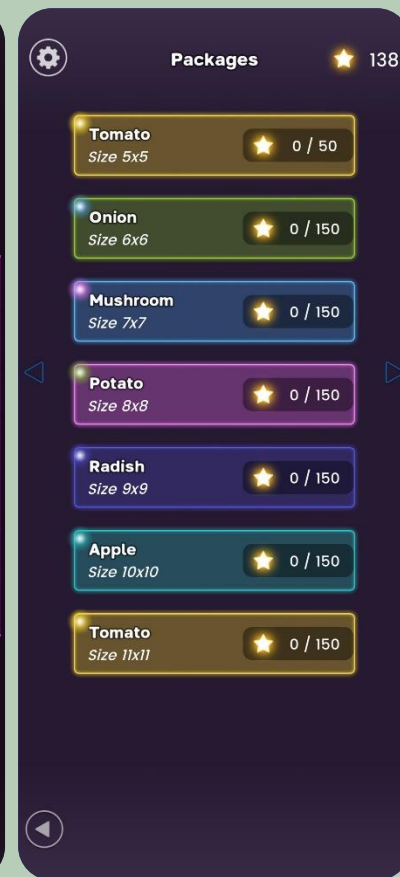 Packages
138
Tomato
Size 5x5
0 / 50
Onion
Size 6x6
0 / 150
Mushroom
Size 7x7
0 / 150
Potato
Size 8x8
0 / 150
Radish
Size 9x9
0 / 150
Apple
Size 10x10
0 / 150
Tomato
Size 11x11
0 / 150